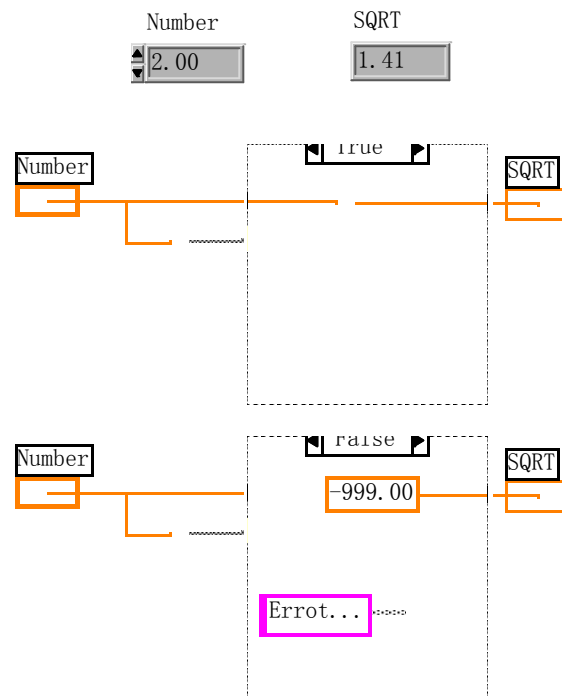 Number SQRT
2.00 1.41
True
Number SQRT
False
Number SQRT
-999.00
Errot...